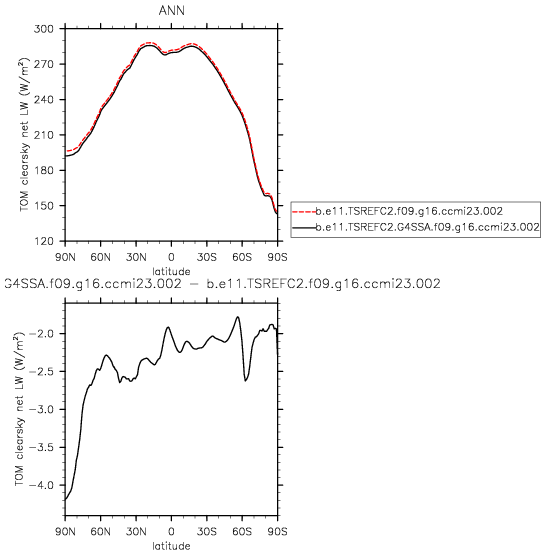 ANN
300
270
240
210
180
150
120
TOM clearsky net LW (W/m²)
90N 60N 30N 0 30S 60S 90S
latitude
b.e11.TSREFC2.f09.g16.ccmi23.002
b.e11.TSREFC2.G4SSA.f09.g16.ccmi23.002
G4SSA.f09.g16.ccmi23.002 − b.e11.TSREFC2.f09.g16.ccmi23.002
−2.0
−2.5
−3.0
−3.5
−4.0
TOM clearsky net LW (W/m²)
90N 60N 30N 0 30S 60S 90S
latitude